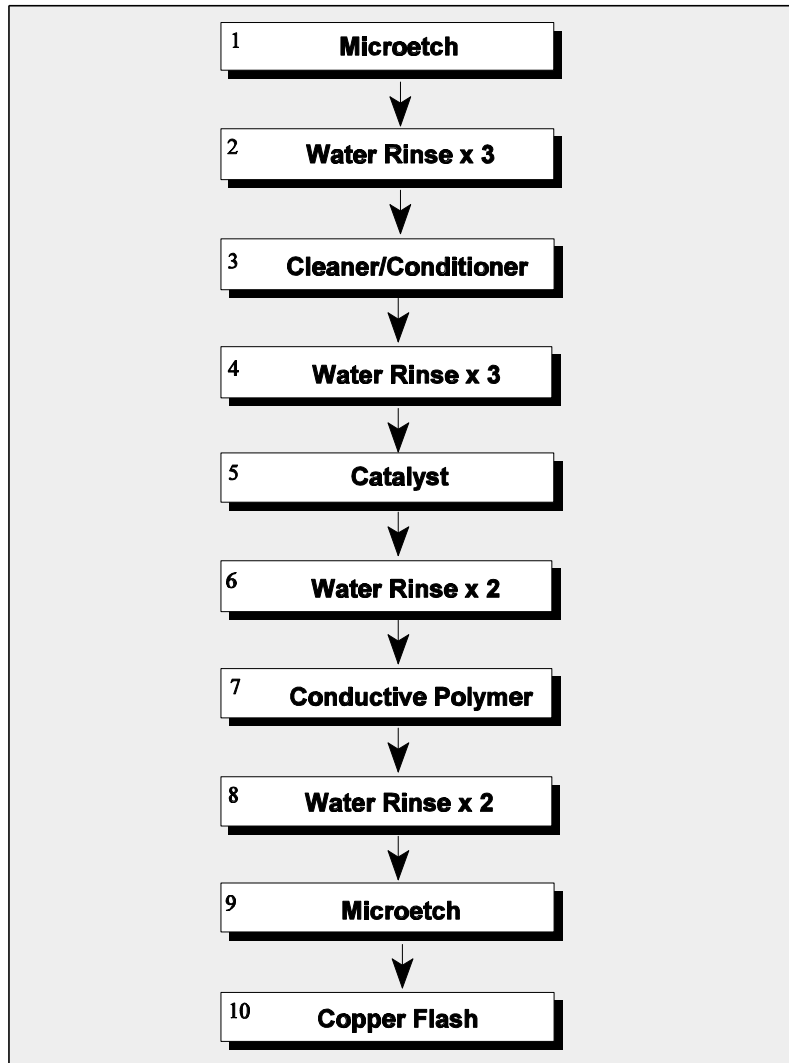 1 Microetch
2 Water Rinse x 3
3 Cleaner/Conditioner
4 Water Rinse x 3
5 Catalyst
6 Water Rinse x 2
7 Conductive Polymer
8 Water Rinse x 2
9 Microetch
10 Copper Flash